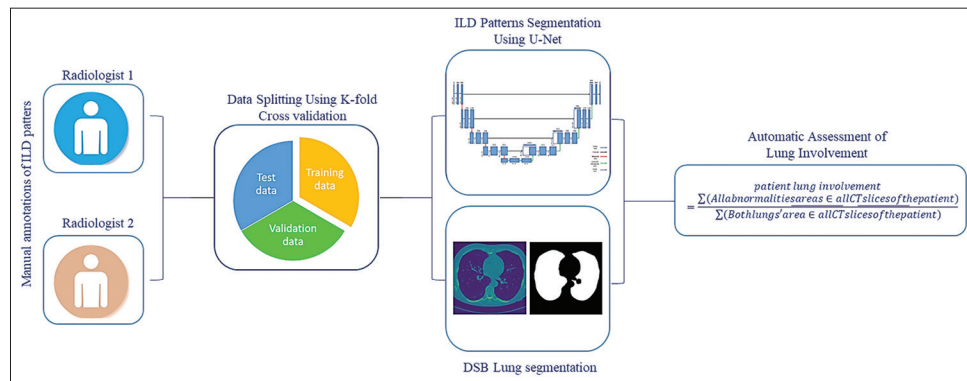 Manual annotations of ILD patters
Radiologist 1
Radiologist 2
Data Splitting Using K-fold
Cross validation
Test
data
Training
data
Validation
data
ILD Patterns Segmentation
Using U-Net
DSB Lung segmentation
Automatic Assessment of
Lung Involvement
patient lung involvement
= ∑(Allabnormalitiesareas ∈ allCTslicesofthepatient)
∑(Bothlungs'area ∈ allCTslicesofthepatient)